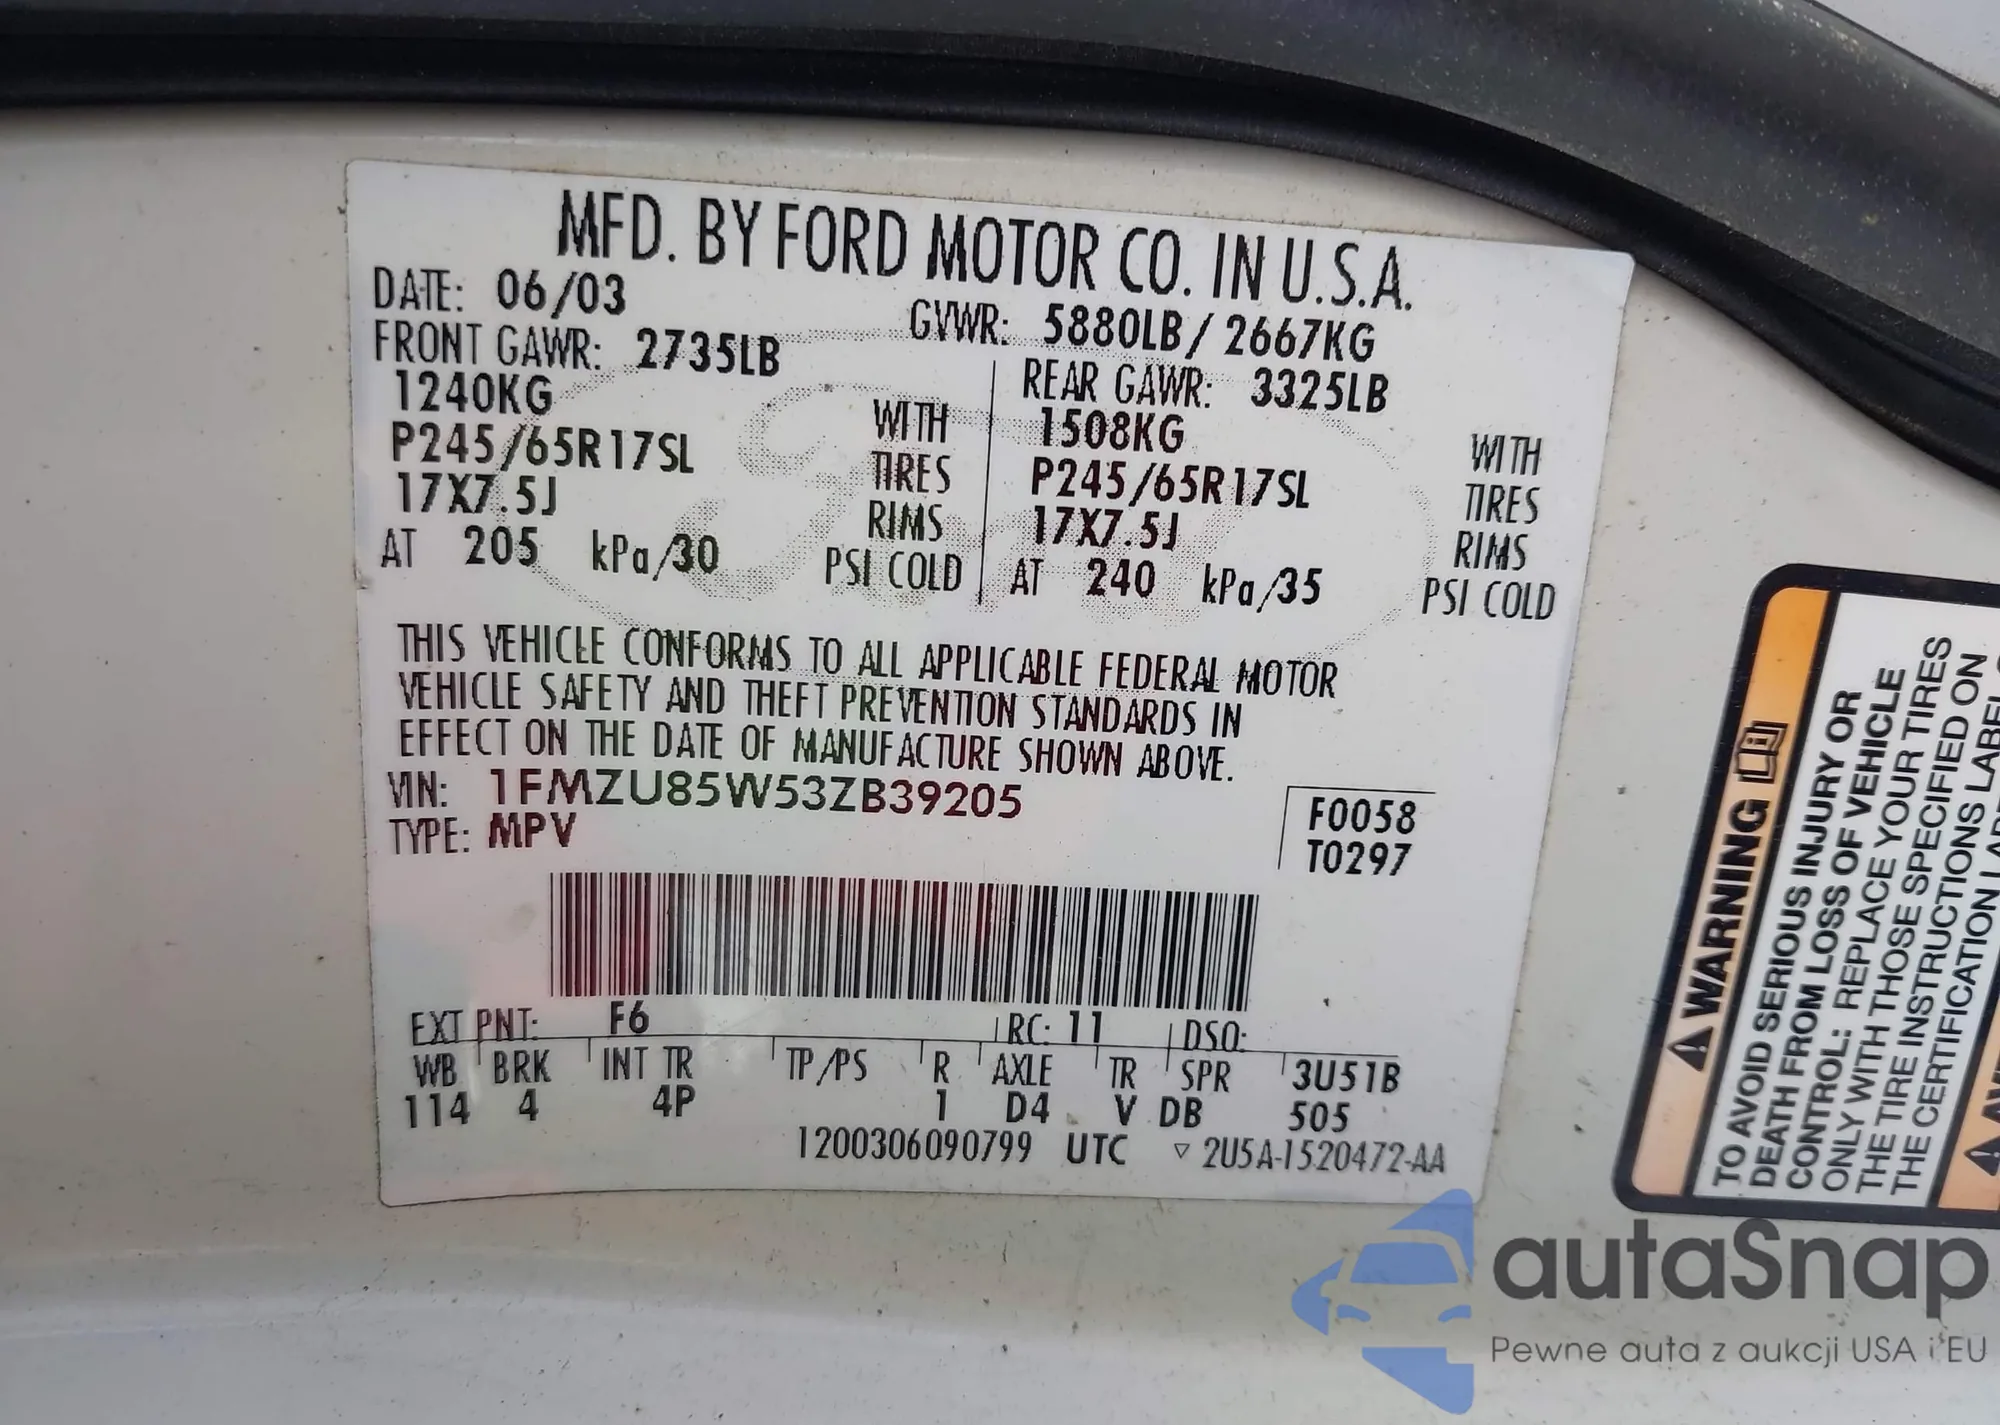 MFD. BY FORD MOTOR CO. IN U.S.A.
DATE: 06/03
GVWR: 5880LB / 2667KG
FRONT GAWR: 2735LB
1240KG WITH
P245/65R17SL TIRES
17X7.5J RIMS
AT 205 kPa/30 PSI COLD
REAR GAWR: 3325LB
1508KG WITH
P245/65R17SL TIRES
17X7.5J RIMS
AT 240 kPa/35 PSI COLD
THIS VEHICLE CONFORMS TO ALL APPLICABLE FEDERAL MOTOR
VEHICLE SAFETY AND THEFT PREVENTION STANDARDS IN
EFFECT ON THE DATE OF MANUFACTURE SHOWN ABOVE.
VIN: 1FMZU85W53ZB39205
TYPE: MPV
F0058
T0297
EXT PNT: F6 RC: 11 DSO:
WB BRK INT TR TP/PS R AXLE TR SPR 3U51B
114 4 4P 1 D4 V DB 505
1200306090799 UTC ▽ 2U5A-1520472-AA
WARNING
TO AVOID SERIOUS INJURY OR
DEATH FROM LOSS OF VEHICLE
CONTROL: REPLACE YOUR TIRES
ONLY WITH THOSE SPECIFIED ON
THE TIRE INSTRUCTIONS LABEL
THE CERTIFICATION
autaSnap
Pewne auta z aukcji USA i EU